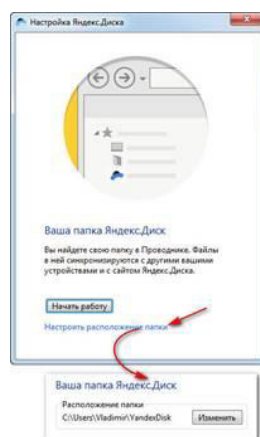 Настройка Яндекс.Диска
Ваша папка Яндекс.Диск
Вы найдете свою папку в Проводнике. Файлы
в ней синхронизируются с другими вашими
устройствами и с сайтом Яндекс.Диска.
Начать работу
Настроить расположение папки
Ваша папка Яндекс.Диск
Расположение папки
C:\Users\Vladimir\YandexDisk
Изменить